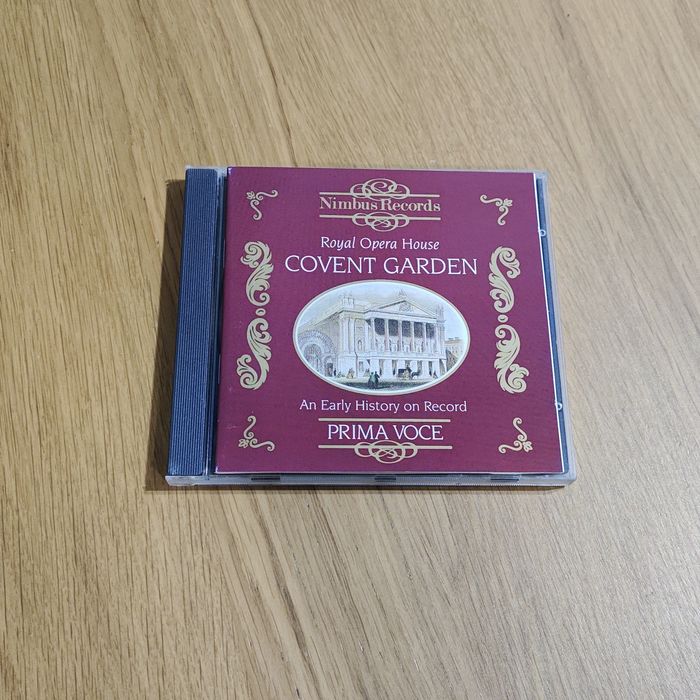 Nimbus Records
Royal Opera House
COVENT GARDEN
An Early History on Record
PRIMA VOCE